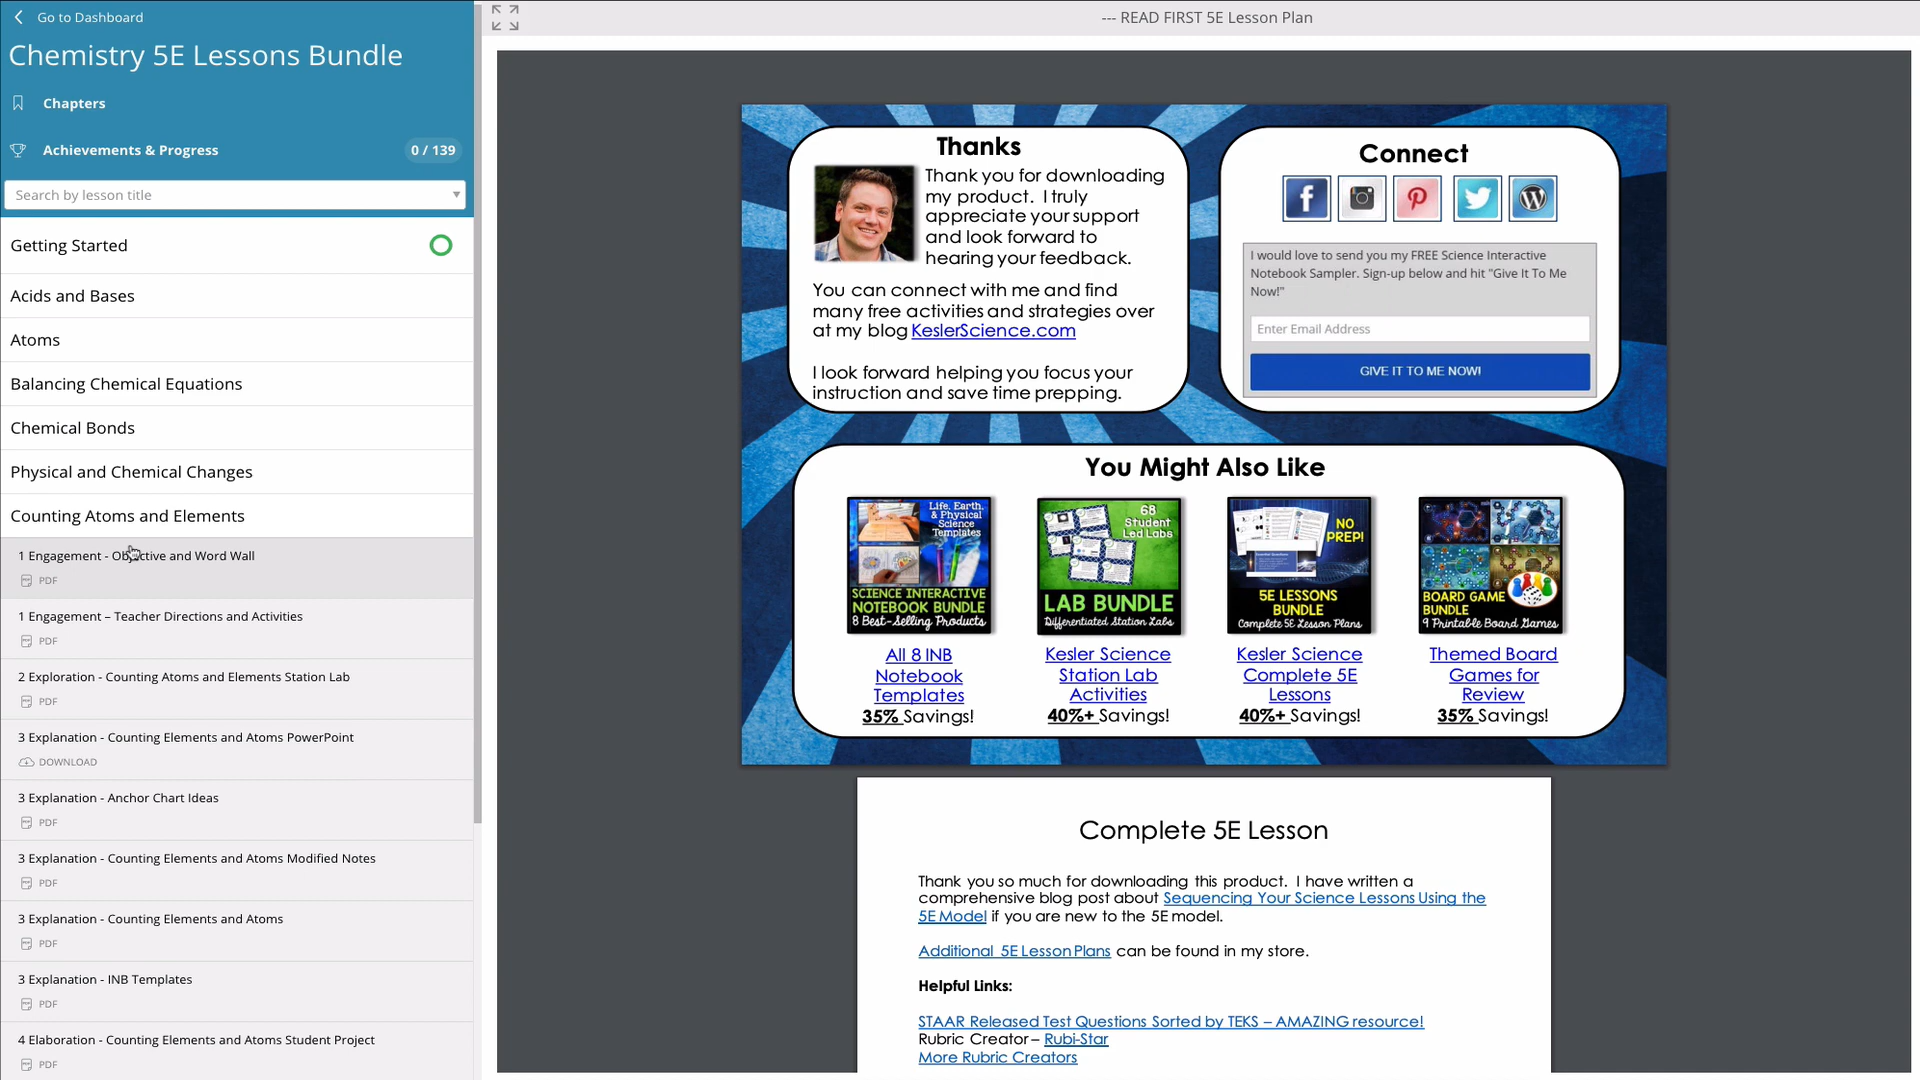 Go to Dashboard
Chemistry 5E Lessons Bundle
Chapters
Achievements & Progress
0 / 139
Search by lesson title
Getting Started
Acids and Bases
Atoms
Balancing Chemical Equations
Chemical Bonds
Physical and Chemical Changes
Counting Atoms and Elements
1 Engagement - Objective and Word Wall
PDF
1 Engagement – Teacher Directions and Activities
PDF
2 Exploration - Counting Atoms and Elements Station Lab
PDF
3 Explanation - Counting Elements and Atoms PowerPoint
DOWNLOAD
3 Explanation - Anchor Chart Ideas
PDF
3 Explanation - Counting Elements and Atoms Modified Notes
PDF
3 Explanation - Counting Elements and Atoms
PDF
3 Explanation - INB Templates
PDF
4 Elaboration - Counting Elements and Atoms Student Project
PDF
--- READ FIRST 5E Lesson Plan
Thanks
Thank you for downloading
my product. I truly
appreciate your support
and look forward to
hearing your feedback.
You can connect with me and find
many free activities and strategies over
at my blog KeslerScience.com
I look forward helping you focus your
instruction and save time prepping.
Connect
I would love to send you my FREE Science Interactive
Notebook Sampler. Sign-up below and hit "Give It To Me
Now!"
Enter Email Address
GIVE IT TO ME NOW!
You Might Also Like
Life, Earth,
& Physical
Science
Templates
SCIENCE INTERACTIVE
NOTEBOOK BUNDLE
8 Best-Selling Products
All 8 INB
Notebook
Templates
35% Savings!
68
Student
Led Labs
LAB BUNDLE
Differentiated Station Labs
Kesler Science
Station Lab
Activities
40%+ Savings!
NO
PREP!
5E LESSONS
BUNDLE
Complete 5E Lesson Plans
Kesler Science
Complete 5E
Lessons
40%+ Savings!
BOARD GAME
BUNDLE
9 Printable Board Games
Themed Board
Games for
Review
35% Savings!
Complete 5E Lesson
Thank you so much for downloading this product. I have written a
comprehensive blog post about Sequencing Your Science Lessons Using the
5E Model if you are new to the 5E model.
Additional 5E Lesson Plans can be found in my store.
Helpful Links:
STAAR Released Test Questions Sorted by TEKS – AMAZING resource!
Rubric Creator – Rubi-Star
More Rubric Creators